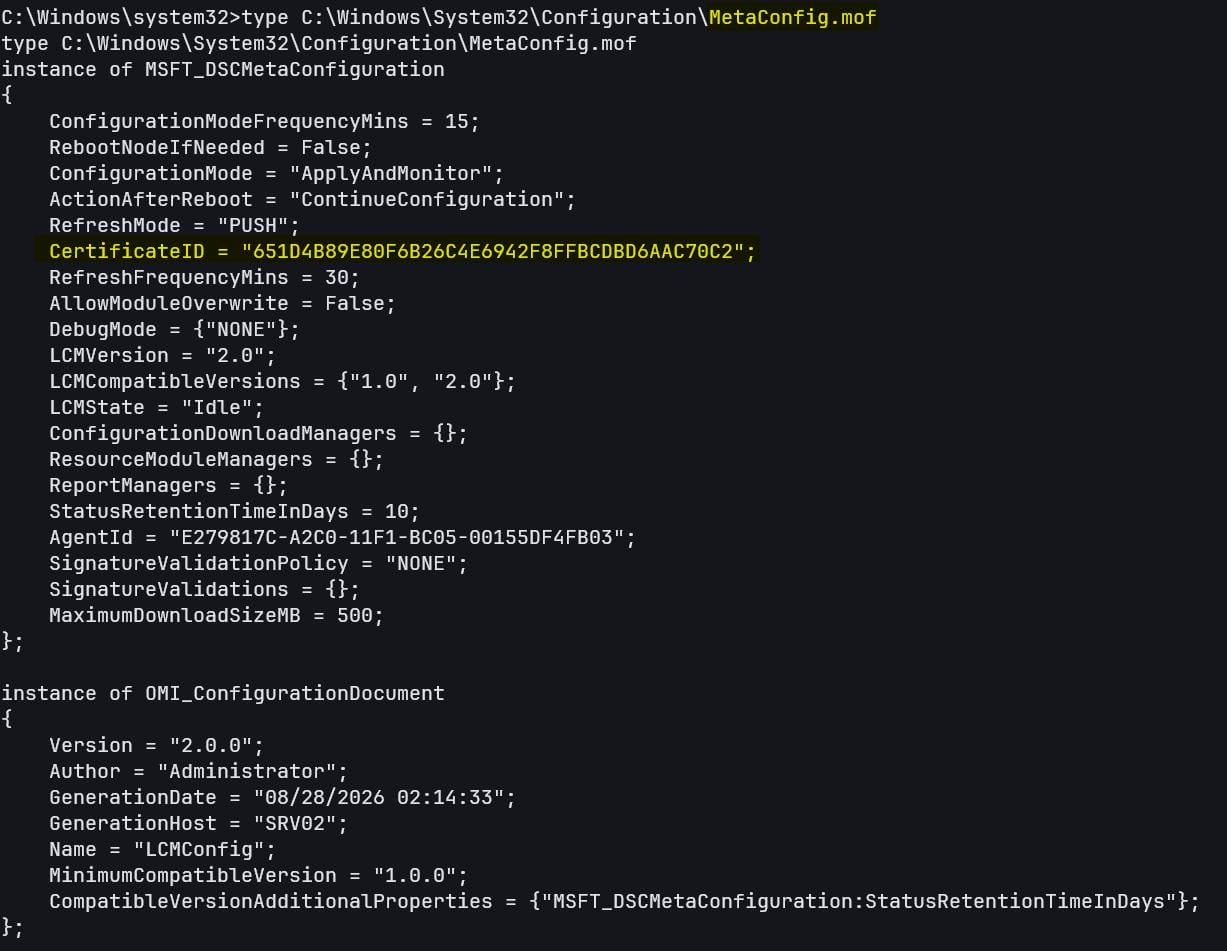 C:\Windows\system32>type C:\Windows\System32\Configuration\MetaConfig.mof
type C:\Windows\System32\Configuration\MetaConfig.mof
instance of MSFT_DSCMetaConfiguration
{
    ConfigurationModeFrequencyMins = 15;
    RebootNodeIfNeeded = False;
    ConfigurationMode = "ApplyAndMonitor";
    ActionAfterReboot = "ContinueConfiguration";
    RefreshMode = "PUSH";
    CertificateID = "651D4B89E80F6B26C4E6942F8FFBCDBD6AAC70C2";
    RefreshFrequencyMins = 30;
    AllowModuleOverwrite = False;
    DebugMode = {"NONE"};
    LCMVersion = "2.0";
    LCMCompatibleVersions = {"1.0", "2.0"};
    LCMState = "Idle";
    ConfigurationDownloadManagers = {};
    ResourceModuleManagers = {};
    ReportManagers = {};
    StatusRetentionTimeInDays = 10;
    AgentId = "E279817C-A2C0-11F1-BC05-00155DF4FB03";
    SignatureValidationPolicy = "NONE";
    SignatureValidations = {};
    MaximumDownloadSizeMB = 500;
};

instance of OMI_ConfigurationDocument
{
    Version = "2.0.0";
    Author = "Administrator";
    GenerationDate = "08/28/2026 02:14:33";
    GenerationHost = "SRV02";
    Name = "LCMConfig";
    MinimumCompatibleVersion = "1.0.0";
    CompatibleVersionAdditionalProperties = {"MSFT_DSCMetaConfiguration:StatusRetentionTimeInDays"};
};